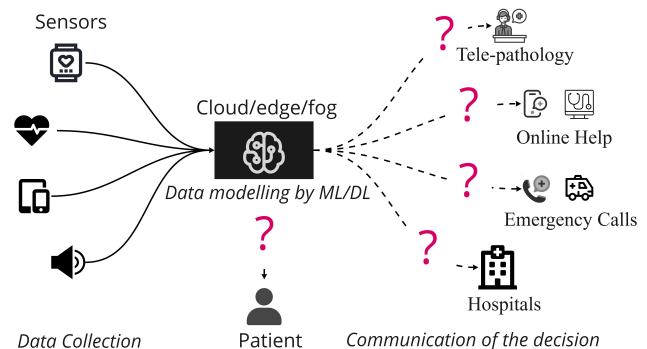 Sensors
Cloud/edge/fog
Data modelling by ML/DL
?
Patient
Data Collection
?
Tele-pathology
?
Online Help
?
Emergency Calls
?
Hospitals
Communication of the decision